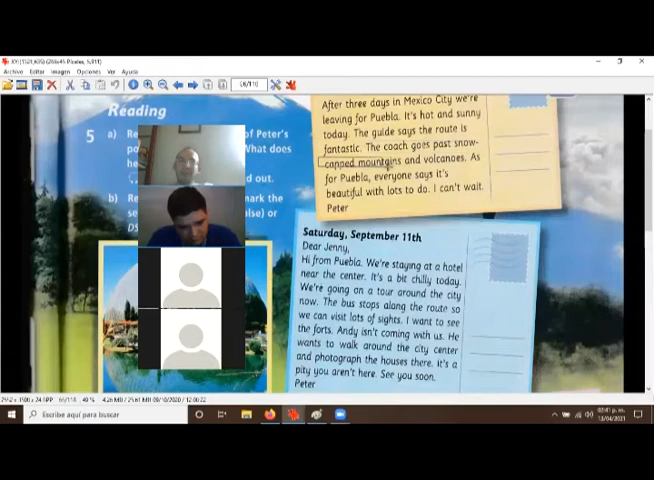 Archivo Editar Imagen Opciones Ver Ayuda
Reading
5 a) Re of Peter's
po What does
he
d out.
b) Re mark the
se alse) or
DS
After three days in Mexico City we're
leaving for Puebla. It's hot and sunny
today. The guide says the route is
fantastic. The coach goes past snow-
capped mountains and volcanoes. As
for Puebla, everyone says it's
beautiful with lots to do. I can't wait.
Peter
Saturday, September 11th
Dear Jenny,
Hi from Puebla. We're staying at a hotel
near the center. It's a bit chilly today.
We're going on a tour around the city
now. The bus stops along the route so
we can visit lots of sights. I want to see
the forts. Andy isn't coming with us. He
wants to walk around the city center
and photograph the houses there. It's a
pity you aren't here. See you soon.
Peter
Escribe aquí para buscar